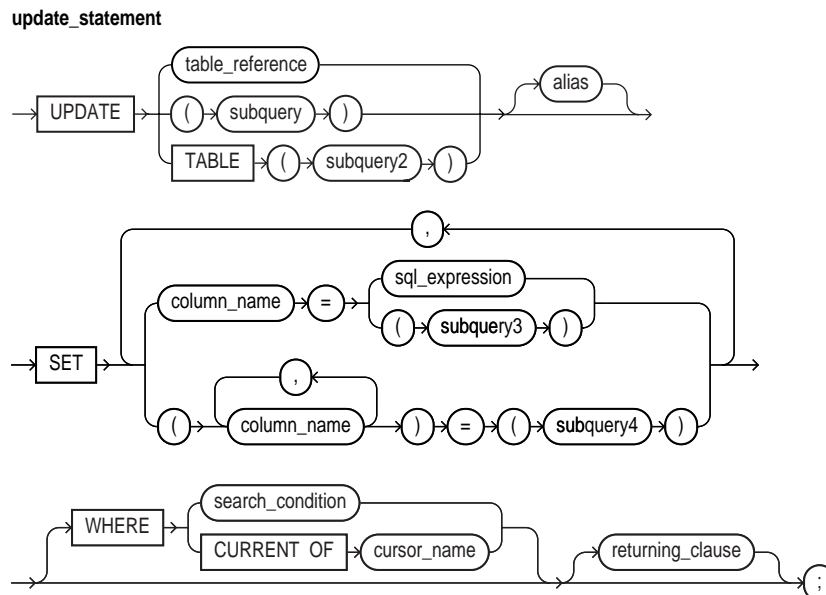 update_statement
table_reference
alias
UPDATE ( subquery )
TABLE ( subquery2 )
,
sql_expression
column_name =
( subquery3 )
SET
,
( column_name ) = ( subquery4 )
search_condition
WHERE
CURRENT OF cursor_name
returning_clause
;